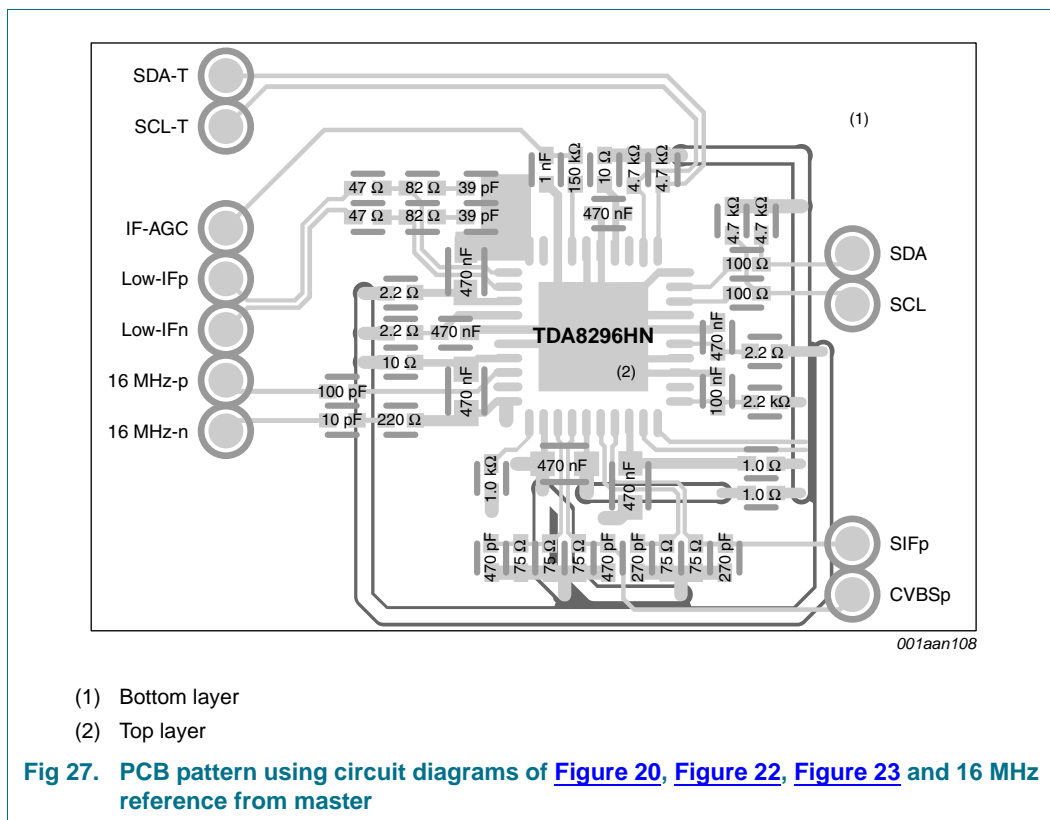 SDA-T
SCL-T
(1)
1 nF
150 kΩ
10 Ω
4.7 kΩ
4.7 kΩ
47 Ω
82 Ω
39 pF
47 Ω
82 Ω
39 pF
470 nF
4.7 kΩ
4.7 kΩ
IF-AGC
SDA
Low-IFp
470 nF
100 Ω
2.2 Ω
100 Ω
SCL
Low-IFn
2.2 Ω
470 nF
TDA8296HN
470 nF
2.2 Ω
10 Ω
16 MHz-p
100 pF
470 nF
(2)
100 nF
2.2 kΩ
16 MHz-n
10 pF
220 Ω
1.0 kΩ
470 nF
470 nF
1.0 Ω
1.0 Ω
470 pF
75 Ω
75 Ω
75 Ω
470 pF
270 pF
75 Ω
75 Ω
270 pF
SIFp
CVBSp
001aan108
(1) Bottom layer
(2) Top layer
Fig 27. PCB pattern using circuit diagrams of Figure 20, Figure 22, Figure 23 and 16 MHz
reference from master